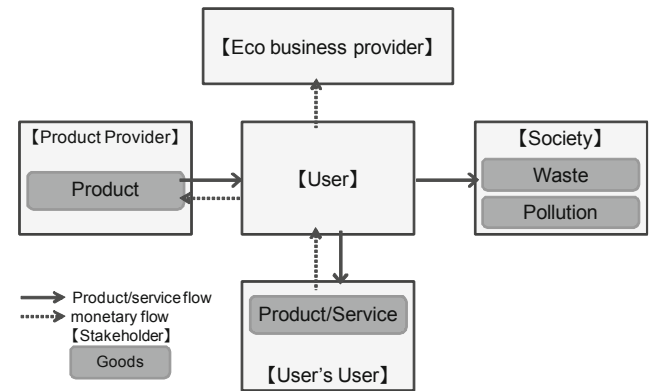 【Eco business provider】
【Product Provider】
Product
【User】
【Society】
Waste
Pollution
Product/Service
【User's User】
Product/service flow
monetary flow
【Stakeholder】
Goods